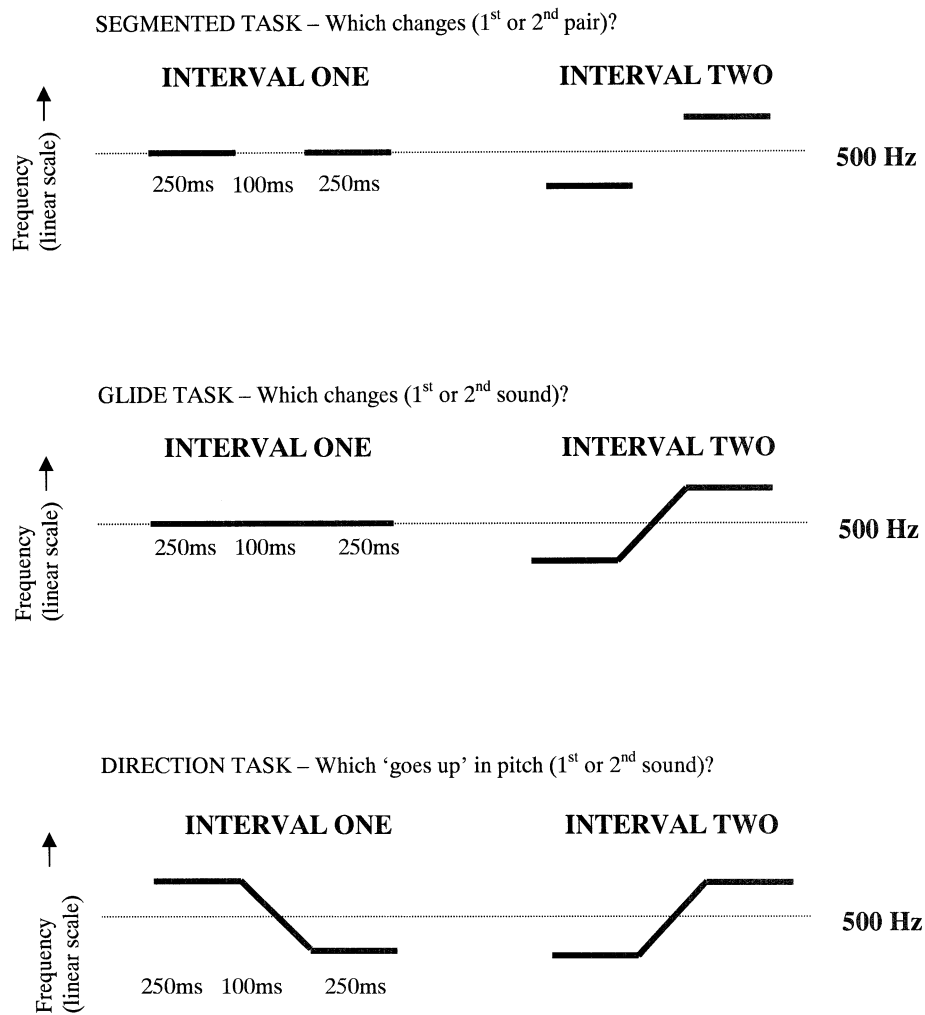 SEGMENTED TASK – Which changes (1st or 2nd pair)?
INTERVAL ONE
INTERVAL TWO
Frequency
(linear scale)
500 Hz
250ms 100ms 250ms
GLIDE TASK – Which changes (1st or 2nd sound)?
INTERVAL ONE
INTERVAL TWO
Frequency
(linear scale)
500 Hz
250ms 100ms 250ms
DIRECTION TASK – Which ‘goes up’ in pitch (1st or 2nd sound)?
INTERVAL ONE
INTERVAL TWO
Frequency
(linear scale)
500 Hz
250ms 100ms 250ms